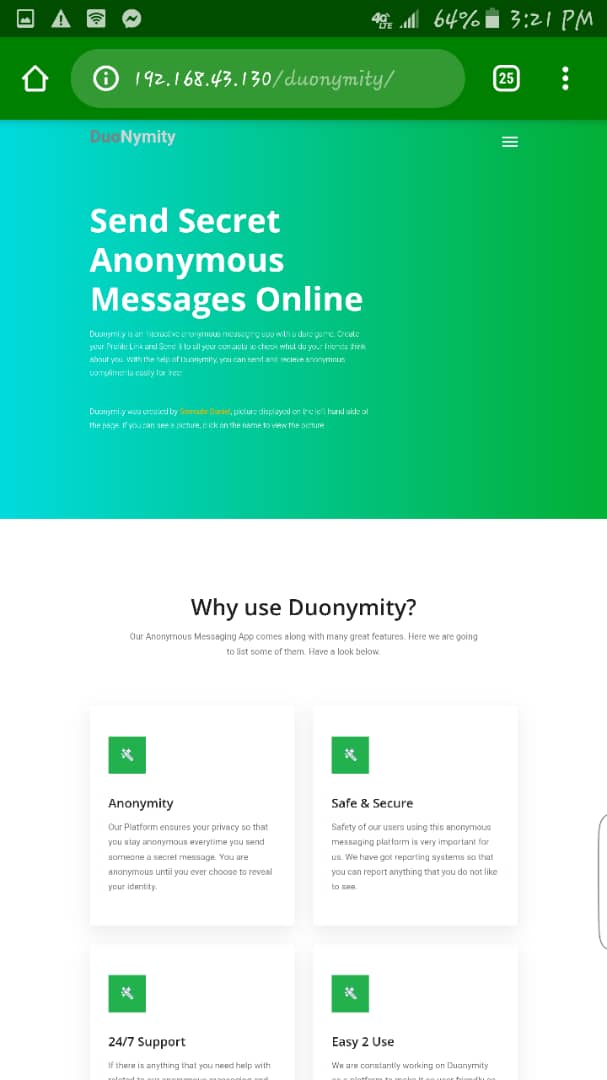 4G LTE 64% 3:21 PM
192.168.43.130/duonymity/
25
DuoNymity
Send Secret
Anonymous
Messages Online
Duonymity is an interactive anonymous messaging app with a dare game. Create
your Profile Link and Send it to all your contacts to check what do your friends think
about you. With the help of Duonymity, you can send and recieve anonymous
compliments easily for free
Duonymity was created by Daniel, picture displayed on the left hand side of
the page. If you can see a picture, click on the name to view the picture
Why use Duonymity?
Our Anonymous Messaging App comes along with many great features. Here we are going
to list some of them. Have a look below.
Anonymity
Our Platform ensures your privacy so that
you stay anonymous everytime you send
someone a secret message. You are
anonymous until you ever choose to reveal
your identity.
Safe & Secure
Safety of our users using this anonymous
messaging platform is very important for
us. We have got reporting systems so that
you can report anything that you do not like
to see.
24/7 Support
If there is anything that you need help with
Easy 2 Use
We are constantly working on Duonymity